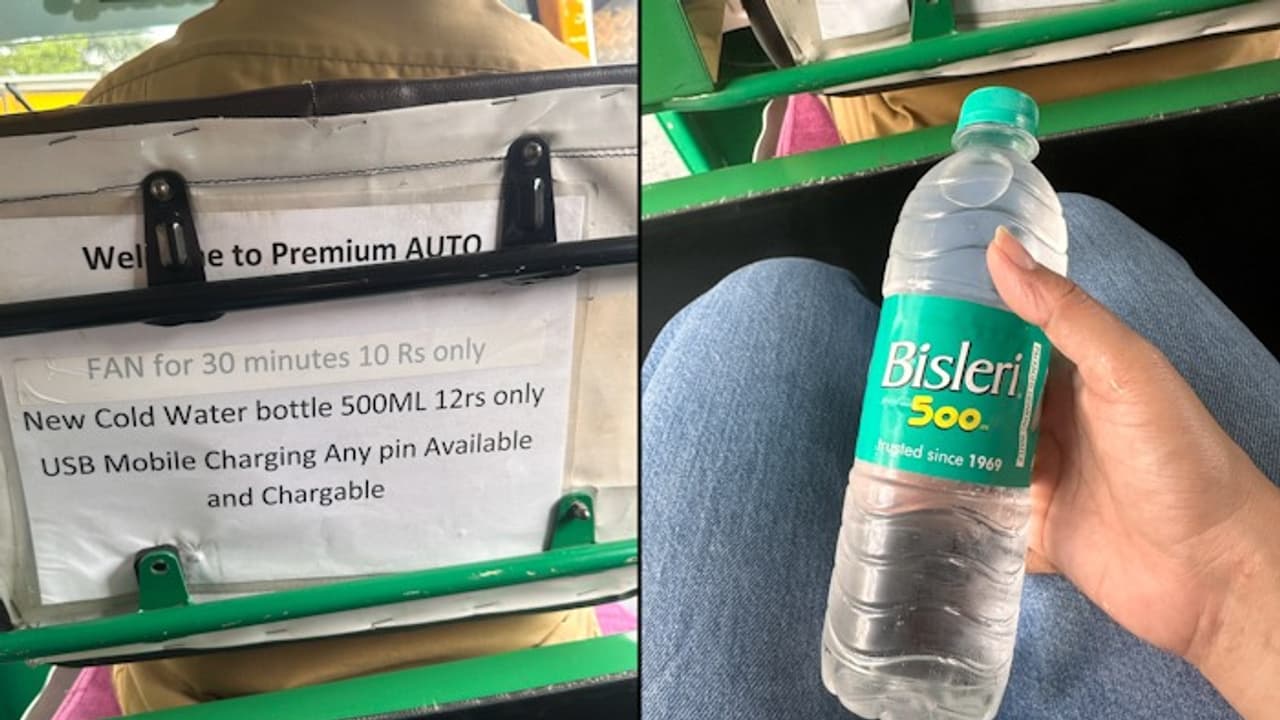 Wel e to Premium AUTO
FAN for 30 minutes 10 Rs only
New Cold Water bottle 500ML 12rs only
USB Mobile Charging Any pin Available
and Chargable
Bisleri
500
trusted since 1969